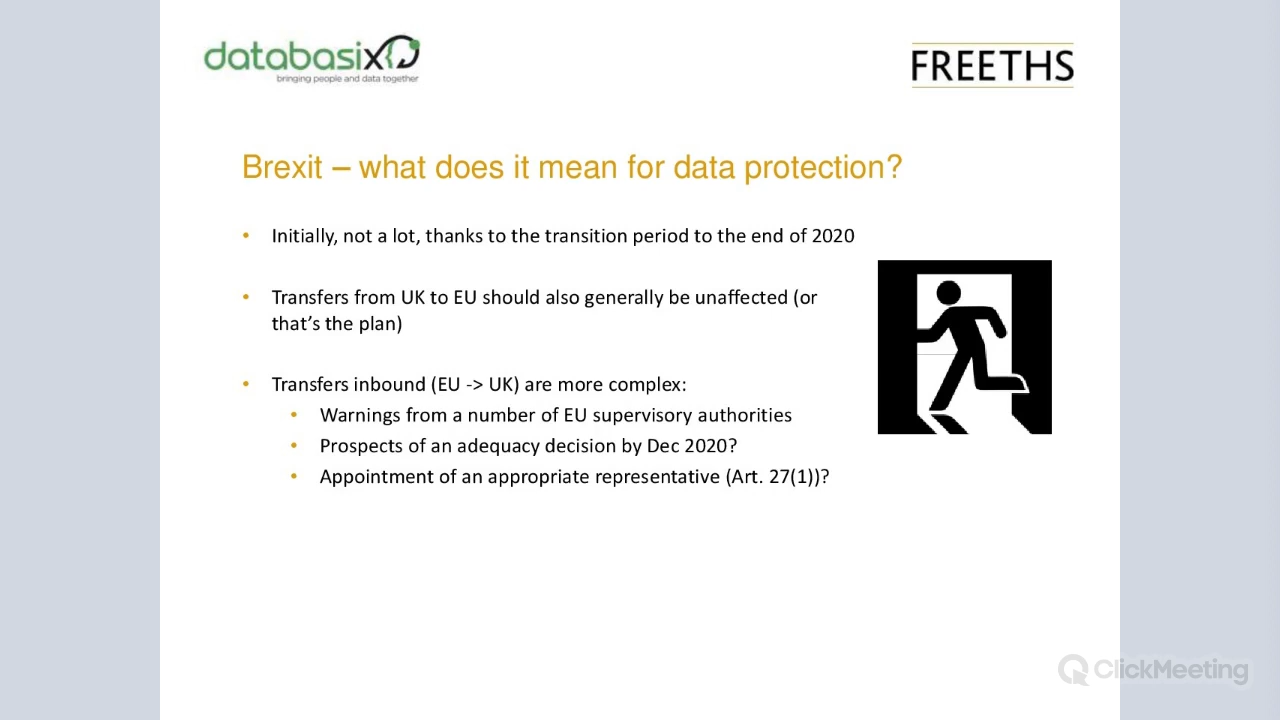 databasix
bringing people and data together
FREETHS
Brexit – what does it mean for data protection?
• Initially, not a lot, thanks to the transition period to the end of 2020
• Transfers from UK to EU should also generally be unaffected (or
that’s the plan)
• Transfers inbound (EU -> UK) are more complex:
• Warnings from a number of EU supervisory authorities
• Prospects of an adequacy decision by Dec 2020?
• Appointment of an appropriate representative (Art. 27(1))?
ClickMeeting